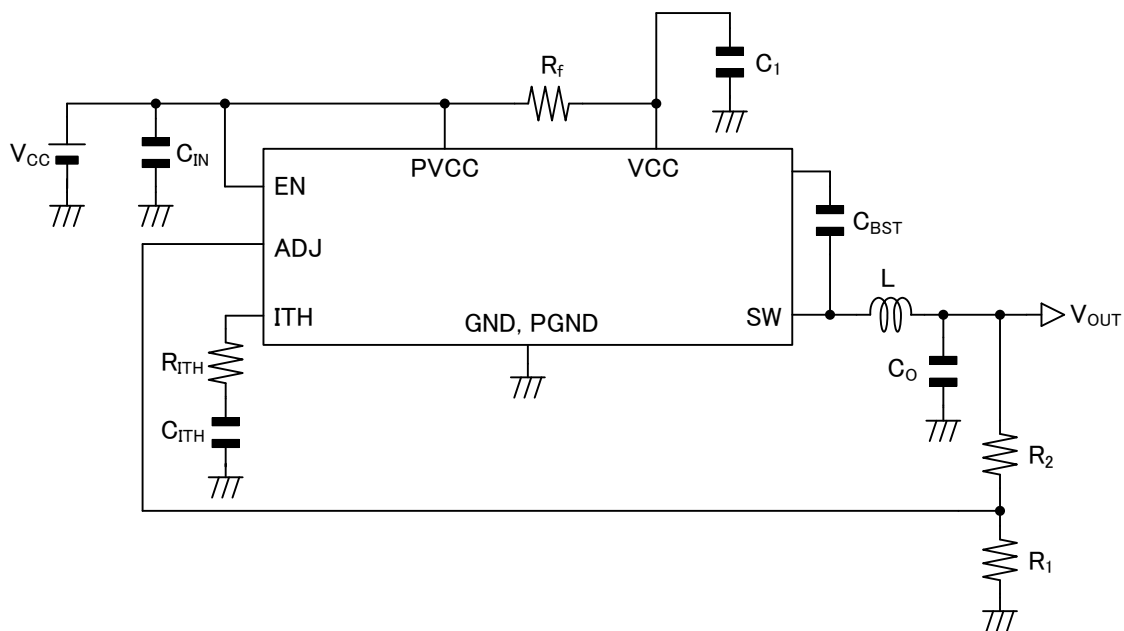 C1
Rf
VCC
CIN
PVCC
VCC
EN
CBST
ADJ
L
ITH
GND, PGND
SW
VOUT
RITH
CO
CITH
R2
R1